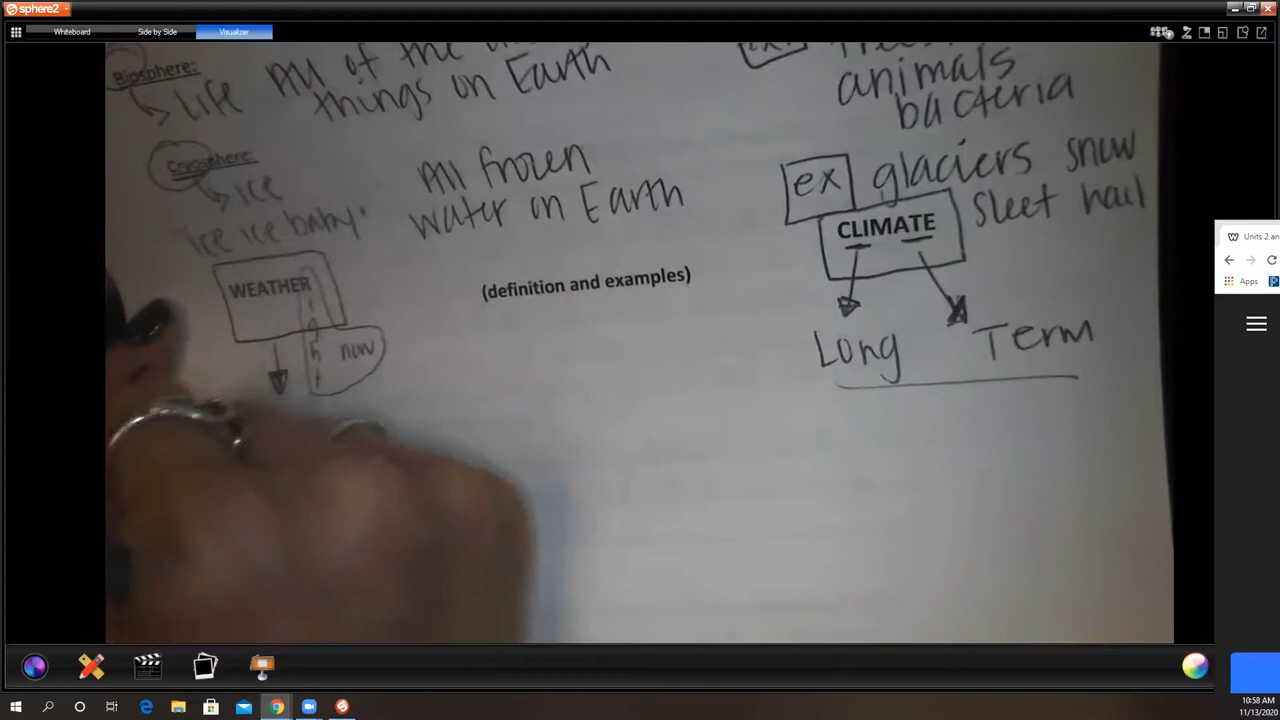 sphere2
Whiteboard Side by Side Visualizer
Biosphere:
Life
All of the
things on Earth
animals
bacteria
Cryosphere:
Ice
Ice ice baby
All frozen
water on Earth
ex glaciers snow
sleet hail
WEATHER
i
g
h
t
now
(definition and examples)
CLIMATE
Long Term
Units 2 an
Apps
10:58 AM
11/13/2020